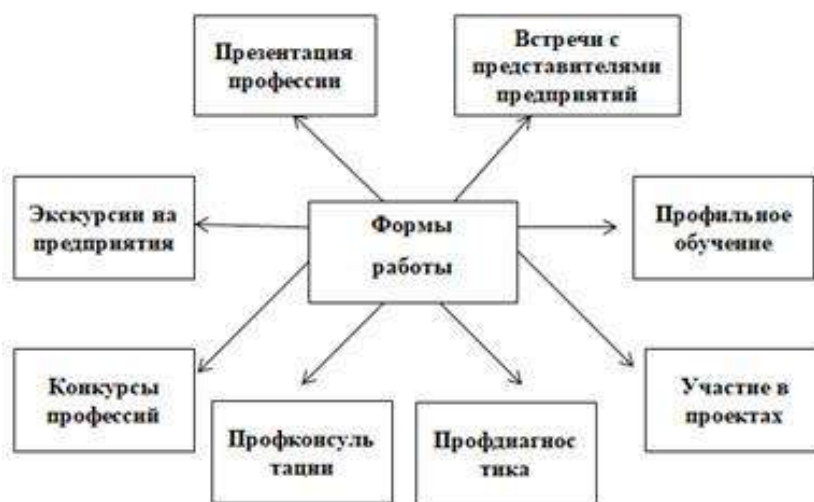 Презентация
профессии
Встречи с
представителями
предприятий
Экскурсии на
предприятия
Формы
работы
Профильное
обучение
Конкурсы
профессий
Профконсуль
тации
Профдиагнос
тика
Участие в
проектах